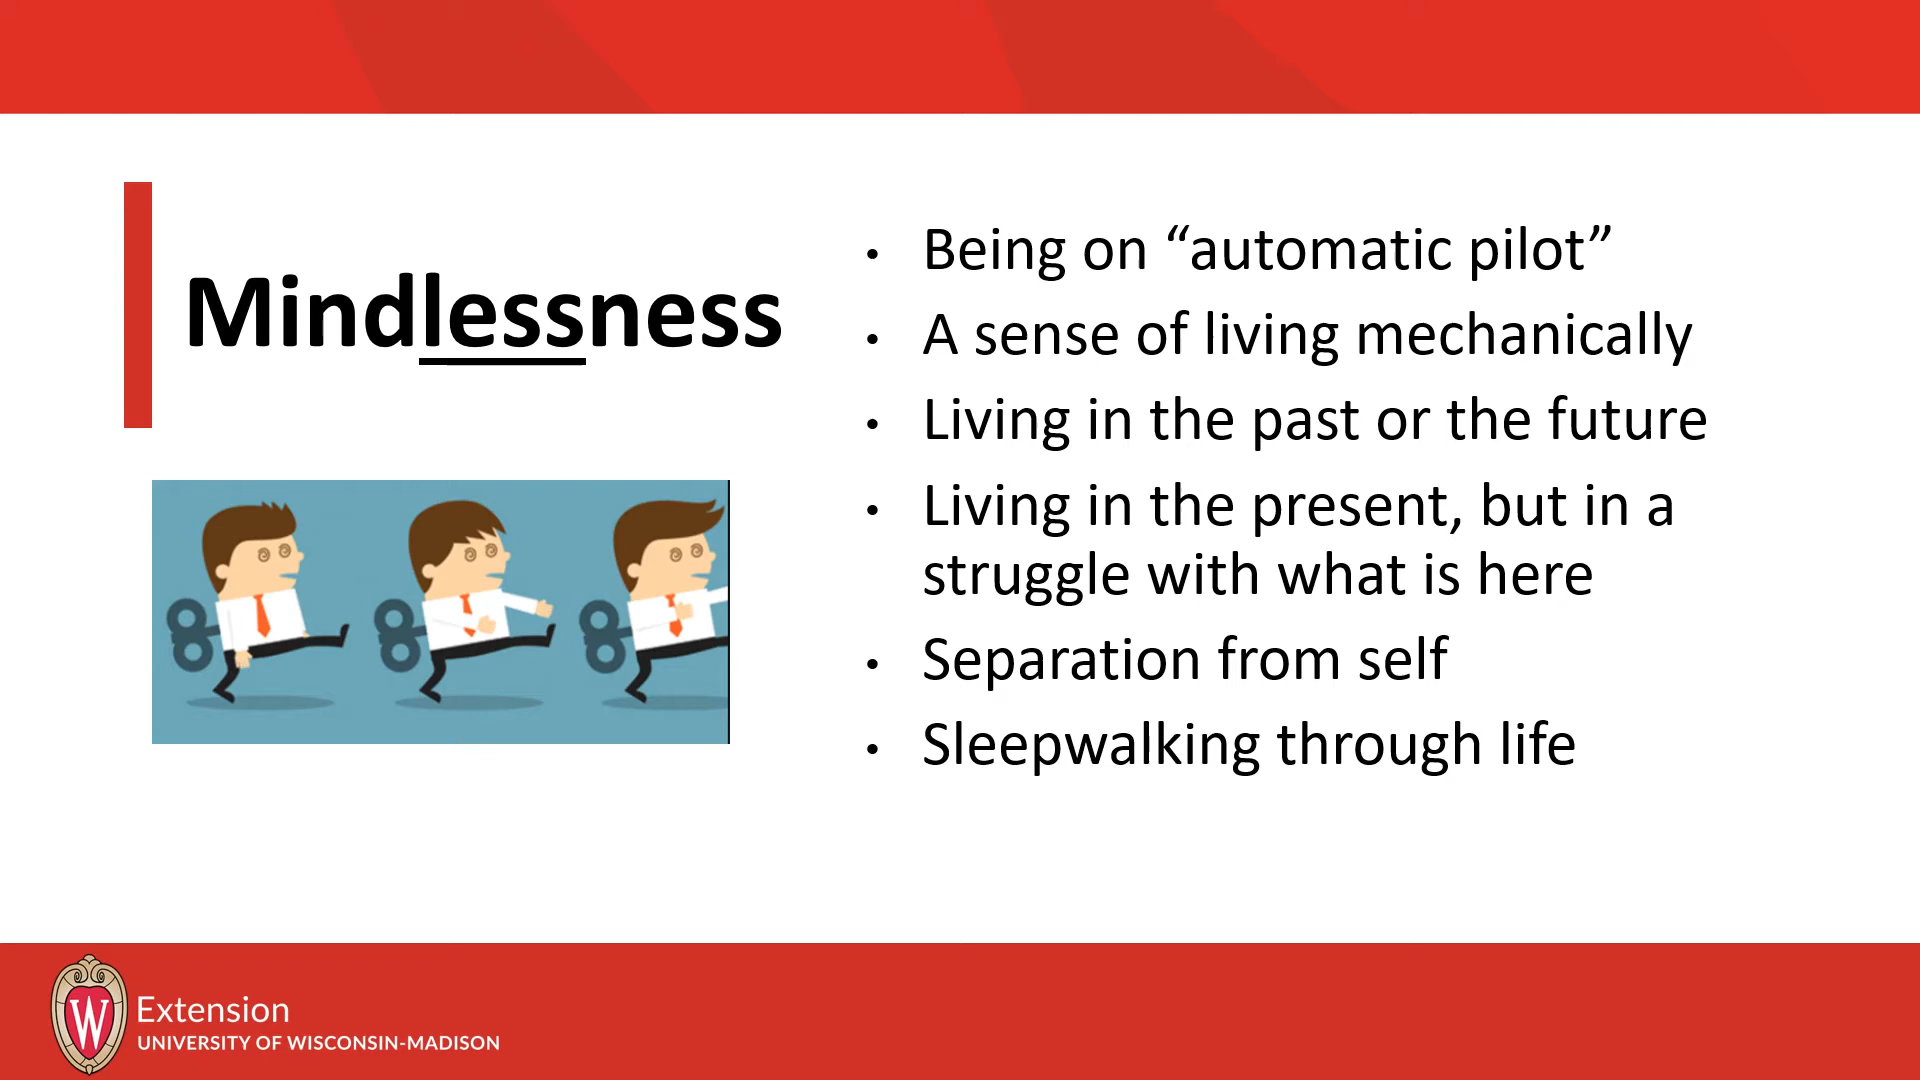 Mindlessness
• Being on “automatic pilot”
• A sense of living mechanically
• Living in the past or the future
• Living in the present, but in a
struggle with what is here
• Separation from self
• Sleepwalking through life
W
Extension
UNIVERSITY OF WISCONSIN-MADISON